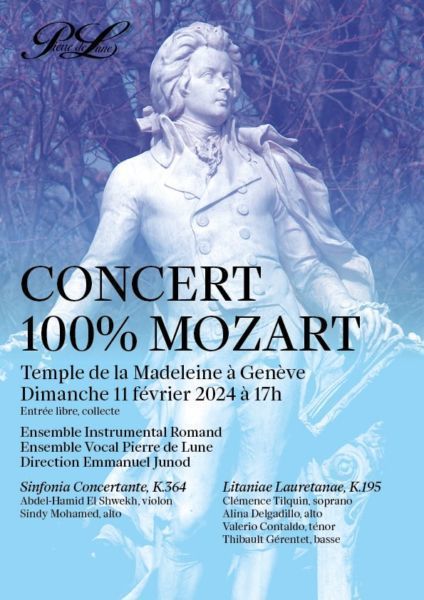 Pierre de Lune
CONCERT
100% MOZART
Temple de la Madeleine à Genève
Dimanche 11 février 2024 à 17h
Entrée libre, collecte
Ensemble Instrumental Romand
Ensemble Vocal Pierre de Lune
Direction Emmanuel Junod
Sinfonia Concertante, K.364
Abdel-Hamid El Shwekh, violon
Sindy Mohamed, alto
Litaniae Lauretanae, K.195
Clémence Tilquin, soprano
Alina Delgadillo, alto
Valerio Contaldo, ténor
Thibault Gérentet, basse